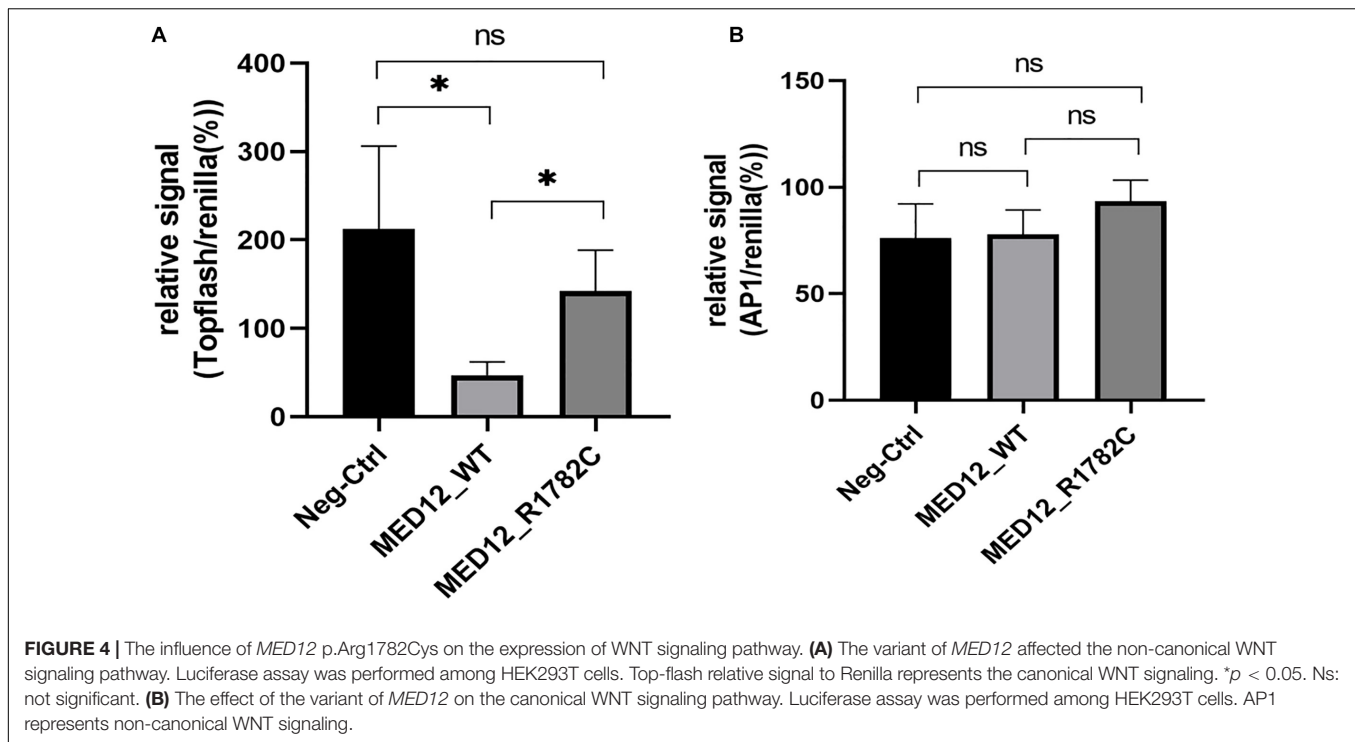 A
ns
*
*
400
300
200
100
0
relative signal
(Topflash/renilla(%))
Neg-Ctrl
MED12_WT
MED12_R1782C
B
ns
ns
ns
150
100
50
0
relative signal
(AP1/renilla(%))
Neg-Ctrl
MED12_WT
MED12_R1782C
FIGURE 4 | The influence of MED12 p.Arg1782Cys on the expression of WNT signaling pathway. (A) The variant of MED12 affected the non-canonical WNT
signaling pathway. Luciferase assay was performed among HEK293T cells. Top-flash relative signal to Renilla represents the canonical WNT signaling. *p < 0.05. Ns:
not significant. (B) The effect of the variant of MED12 on the canonical WNT signaling pathway. Luciferase assay was performed among HEK293T cells. AP1
represents non-canonical WNT signaling.